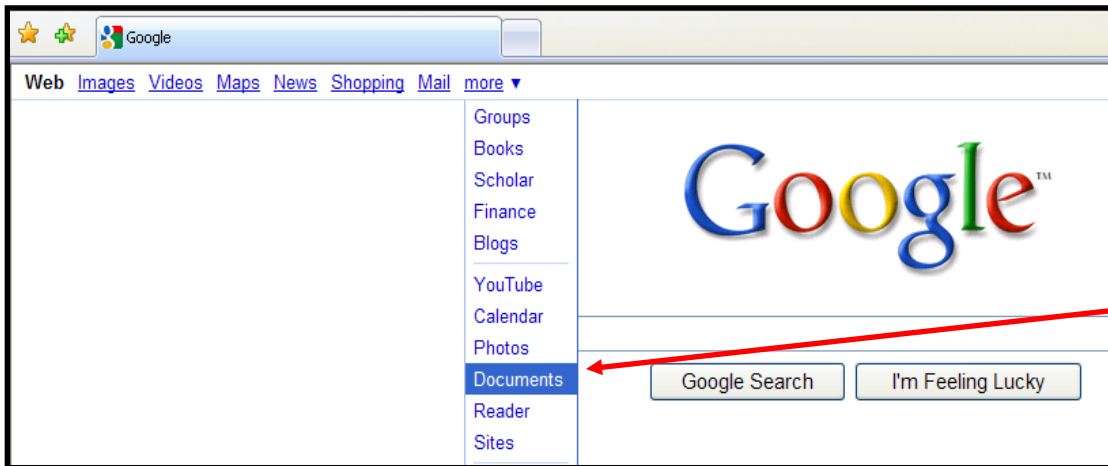 Google
Web Images Videos Maps News Shopping Mail more ▼
Groups
Books
Scholar
Finance
Blogs
YouTube
Calendar
Photos
Documents
Reader
Sites
Google™
Google Search I'm Feeling Lucky